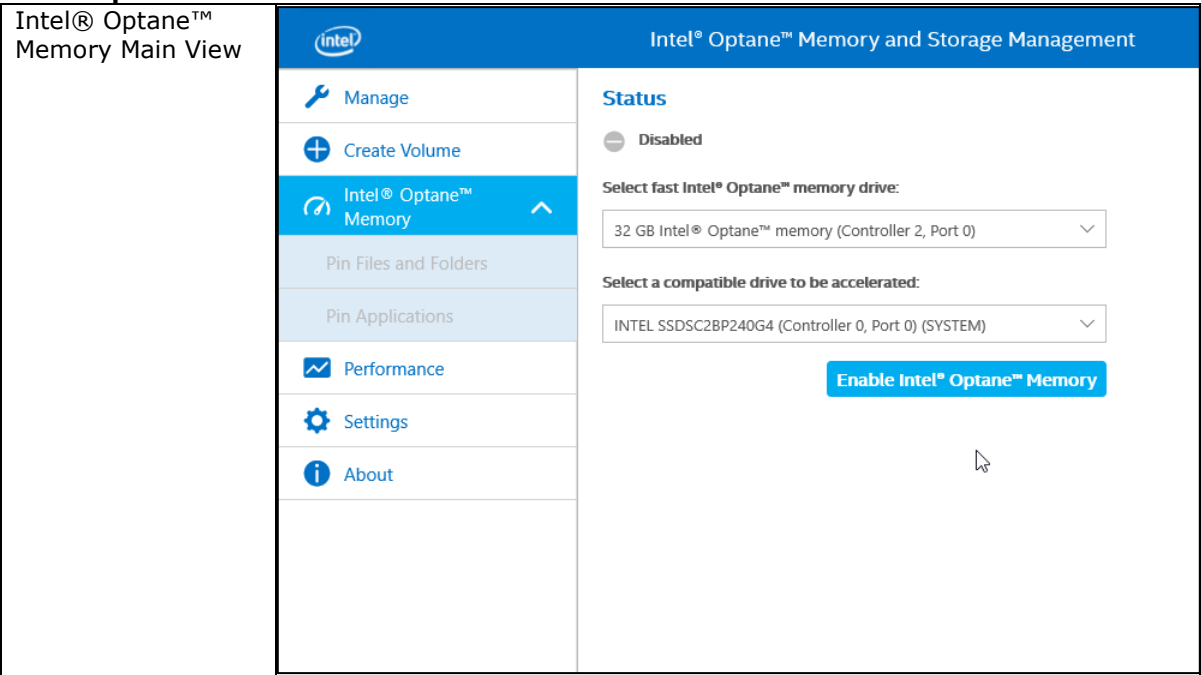 Intel® Optane™
Memory Main View
intel
Intel® Optane™ Memory and Storage Management
Manage
Create Volume
Intel® Optane™
Memory
Pin Files and Folders
Pin Applications
Performance
Settings
About
Status
Disabled
Select fast Intel® Optane™ memory drive:
32 GB Intel® Optane™ memory (Controller 2, Port 0)
Select a compatible drive to be accelerated:
INTEL SSDSC2BP240G4 (Controller 0, Port 0) (SYSTEM)
Enable Intel® Optane™ Memory